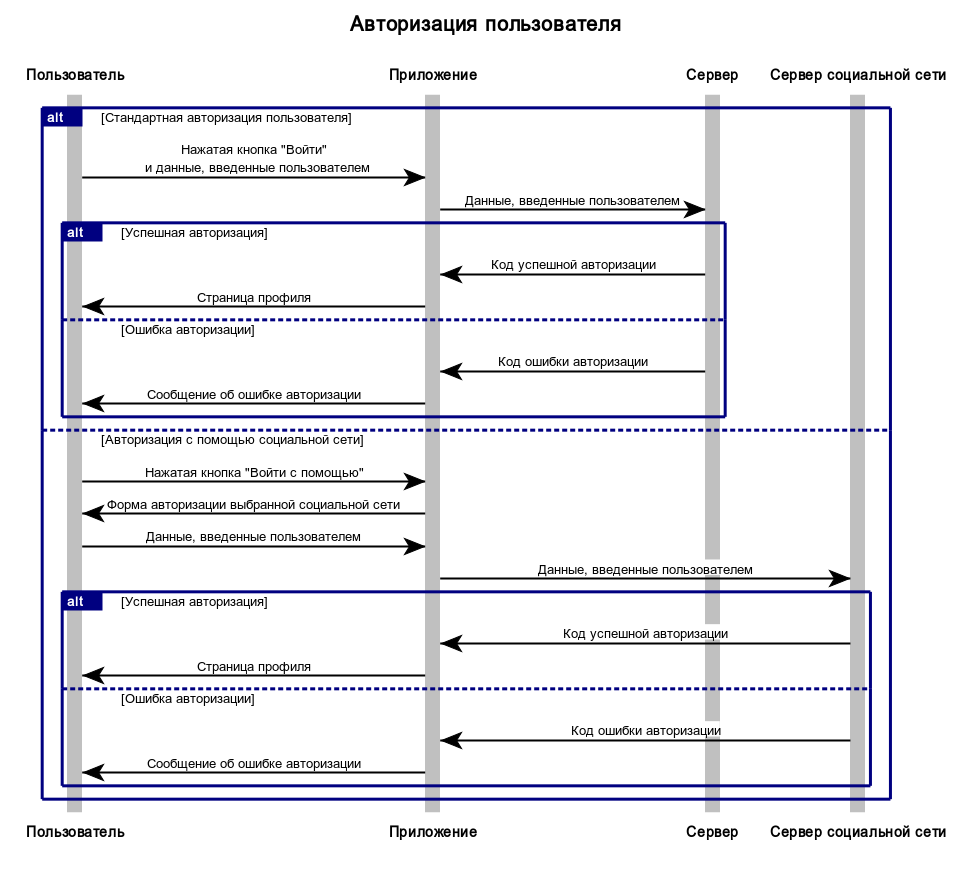 Авторизация пользователя
Пользователь Приложение Сервер Сервер социальной сети
alt [Стандартная авторизация пользователя]
Нажатая кнопка "Войти"
и данные, введенные пользователем
Данные, введенные пользователем
alt [Успешная авторизация]
Код успешной авторизации
Страница профиля
[Ошибка авторизации]
Код ошибки авторизации
Сообщение об ошибке авторизации
[Авторизация с помощью социальной сети]
Нажатая кнопка "Войти с помощью"
Форма авторизации выбранной социальной сети
Данные, введенные пользователем
Данные, введенные пользователем
alt [Успешная авторизация]
Код успешной авторизации
Страница профиля
[Ошибка авторизации]
Код ошибки авторизации
Сообщение об ошибке авторизации
Пользователь Приложение Сервер Сервер социальной сети